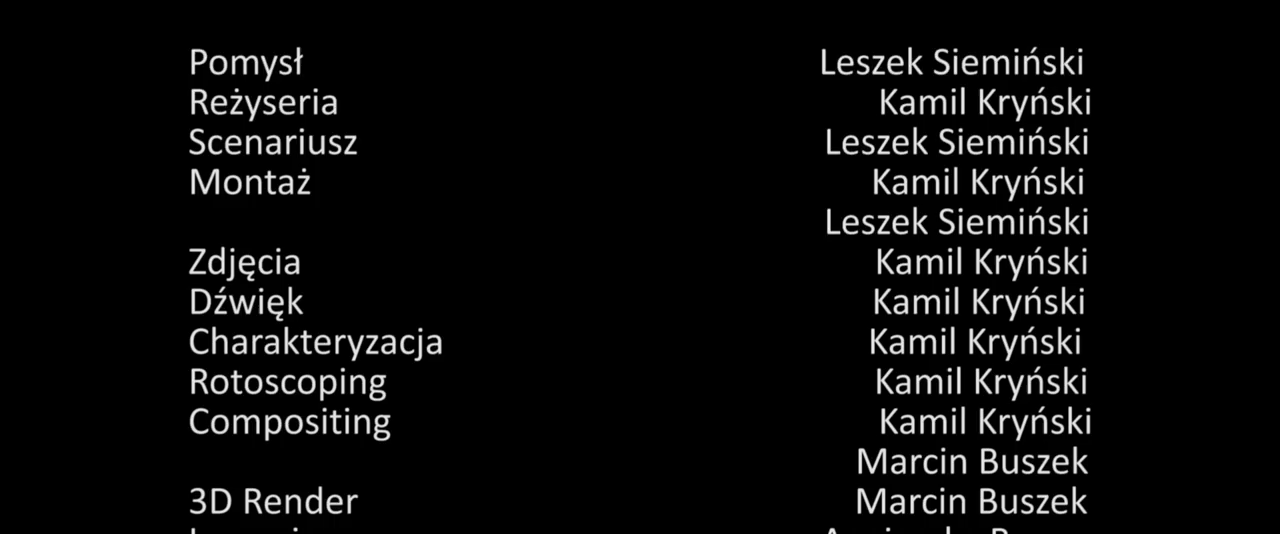 Pomysł Leszek Siemiński
Reżyseria Kamil Kryński
Scenariusz Leszek Siemiński
Montaż Kamil Kryński
Leszek Siemiński
Zdjęcia Kamil Kryński
Dźwięk Kamil Kryński
Charakteryzacja Kamil Kryński
Rotoscoping Kamil Kryński
Compositing Kamil Kryński
Marcin Buszek
3D Render Marcin Buszek